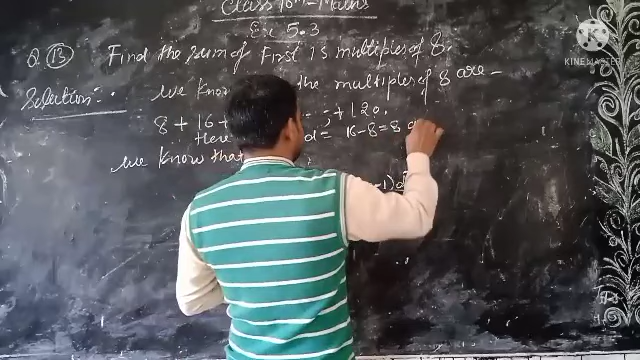 Class 10th Maths
Ex 5.3
Q. 13 Find the sum of first 15 multiples of 8.
Solution:- We know the multiples of 8 are -
8 + 16 + + 120.
Here d = 16-8=8
We know that
-1)d
KINEMASTER